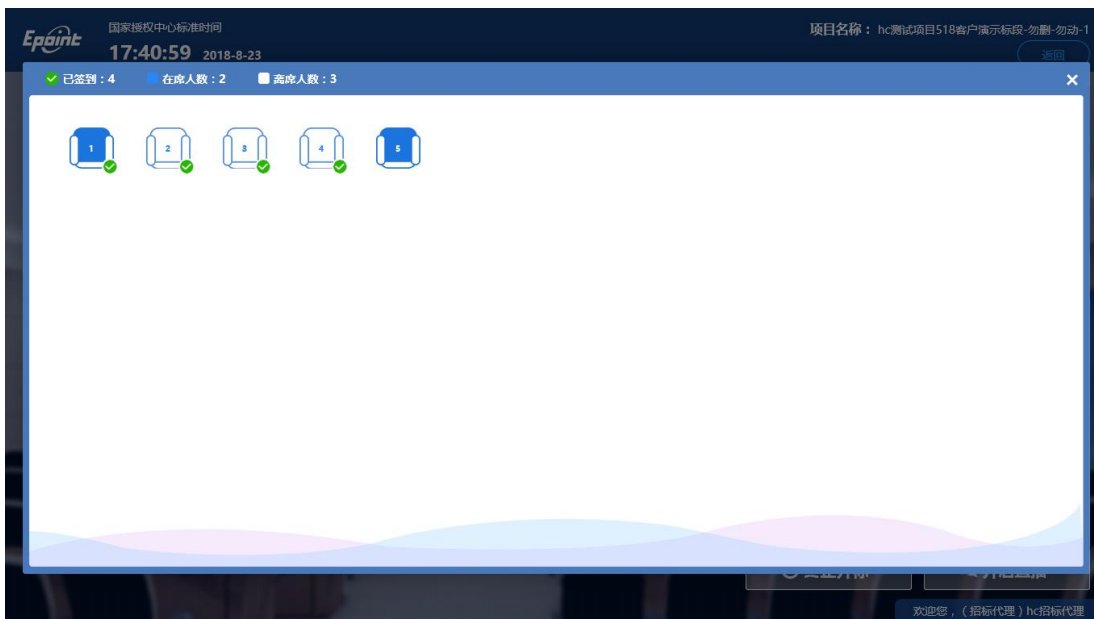 Epoint
国家授权中心标准时间
17:40:59 2018-8-23
项目名称：hc测试项目518客户演示标段-勿删-勿动-1
返回
已签到：4 在席人数：2 离席人数：3
1 2 3 4 5
欢迎您，（招标代理）hc招标代理